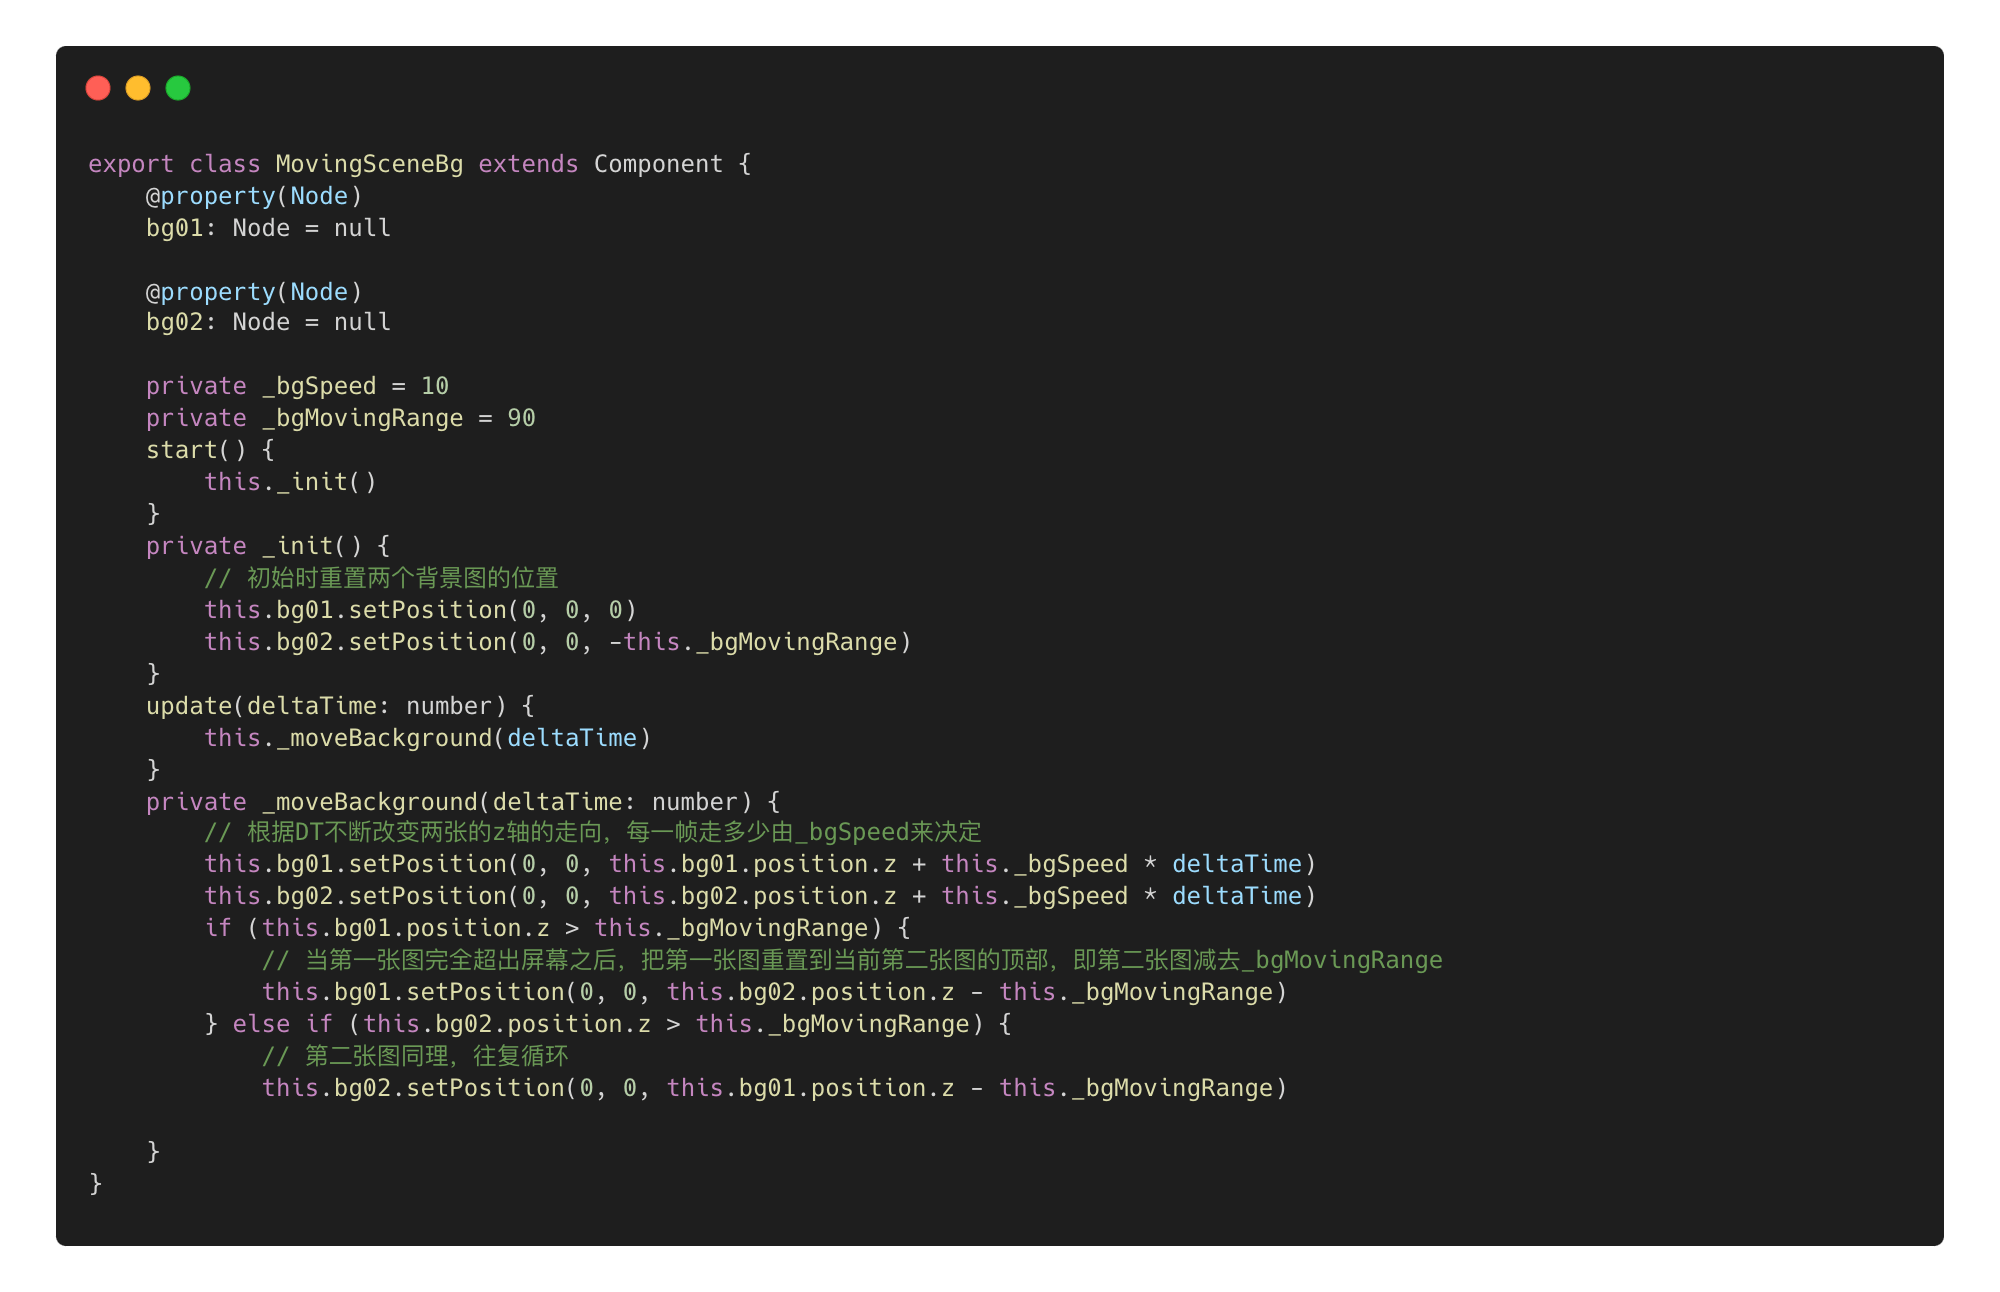 export class MovingSceneBg extends Component {
    @property(Node)
    bg01: Node = null

    @property(Node)
    bg02: Node = null

    private _bgSpeed = 10
    private _bgMovingRange = 90
    start() {
        this._init()
    }
    private _init() {
        // 初始时重置两个背景图的位置
        this.bg01.setPosition(0, 0, 0)
        this.bg02.setPosition(0, 0, -this._bgMovingRange)
    }
    update(deltaTime: number) {
        this._moveBackground(deltaTime)
    }
    private _moveBackground(deltaTime: number) {
        // 根据DT不断改变两张的z轴的走向，每一帧走多少由_bgSpeed来决定
        this.bg01.setPosition(0, 0, this.bg01.position.z + this._bgSpeed * deltaTime)
        this.bg02.setPosition(0, 0, this.bg02.position.z + this._bgSpeed * deltaTime)
        if (this.bg01.position.z > this._bgMovingRange) {
            // 当第一张图完全超出屏幕之后，把第一张图重置到当前第二张图的顶部，即第二张图减去_bgMovingRange
            this.bg01.setPosition(0, 0, this.bg02.position.z - this._bgMovingRange)
        } else if (this.bg02.position.z > this._bgMovingRange) {
            // 第二张图同理，往复循环
            this.bg02.setPosition(0, 0, this.bg01.position.z - this._bgMovingRange)

    }
}